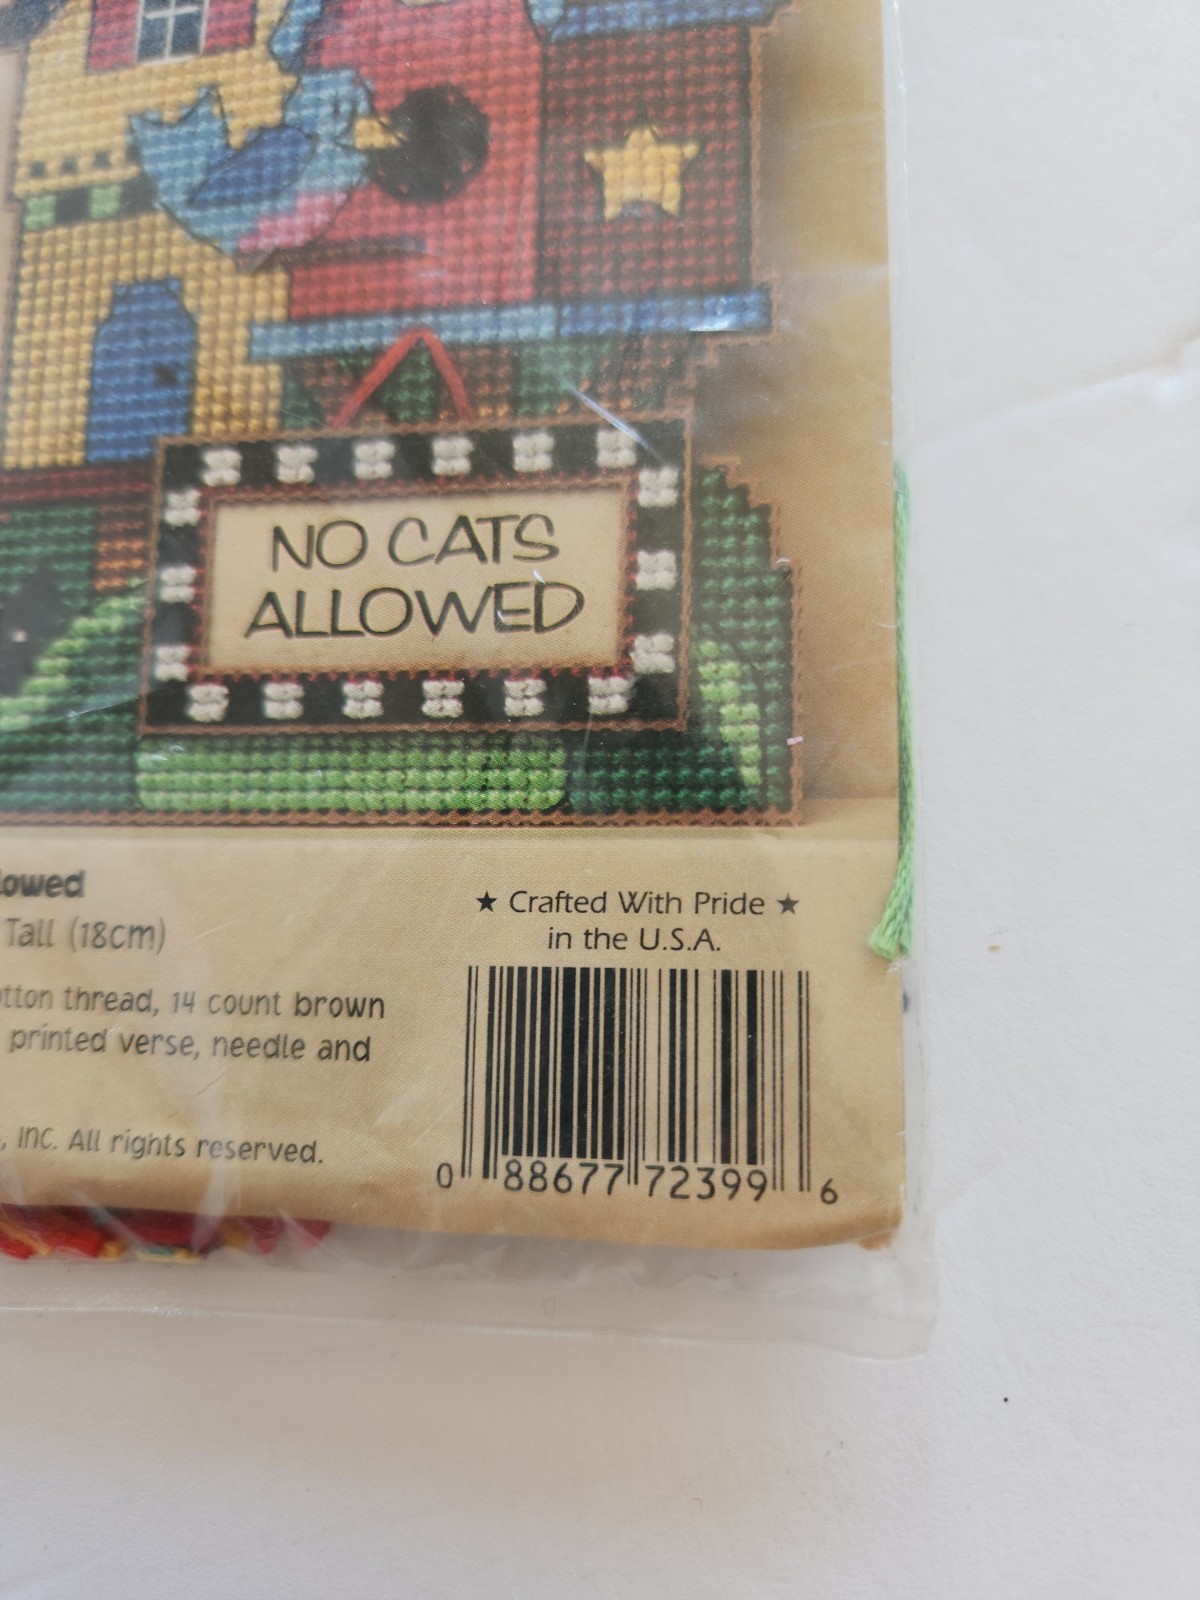 NO CATS
ALLOWED
lowed
Tall (18cm)
tton thread, 14 count brown
printed verse, needle and
, Inc. All rights reserved.
★ Crafted With Pride ★
in the U.S.A.
0 88677 72399 6